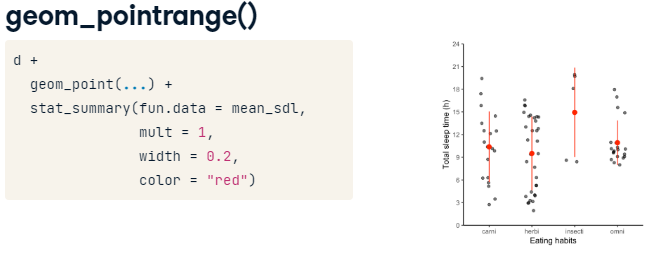 geom_pointrange()
d +
geom_point(...) +
stat_summary(fun.data = mean_sdl,
mult = 1,
width = 0.2,
color = "red")
24
21
18
15
12
9
6
3
0
Total sleep time (h)
carni
herbi
insecti
omni
Eating habits